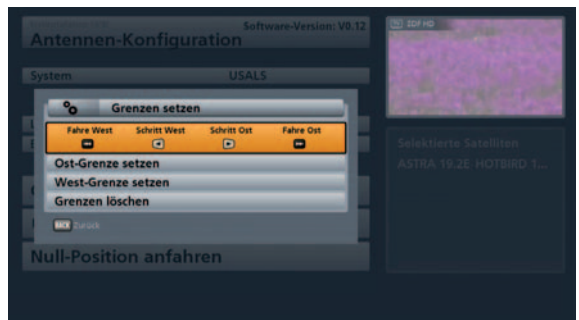 Software-Version: V0.12
Antennen-Konfiguration
System USALS
Grenzen setzen
Fahre West Schritt West Schritt Ost Fahre Ost
Ost-Grenze setzen
West-Grenze setzen
Grenzen löschen
BACK Zurück
Null-Position anfahren
ZDF HD
Selektierte Satelliten
ASTRA 19.2E HOTBIRD 1...